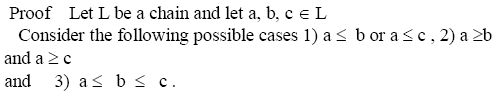 Proof Let L be a chain and let a, b, c ∈ L
Consider the following possible cases 1) a ≤ b or a ≤ c , 2) a ≥b
and a ≥ c
and 3) a ≤ b ≤ c .